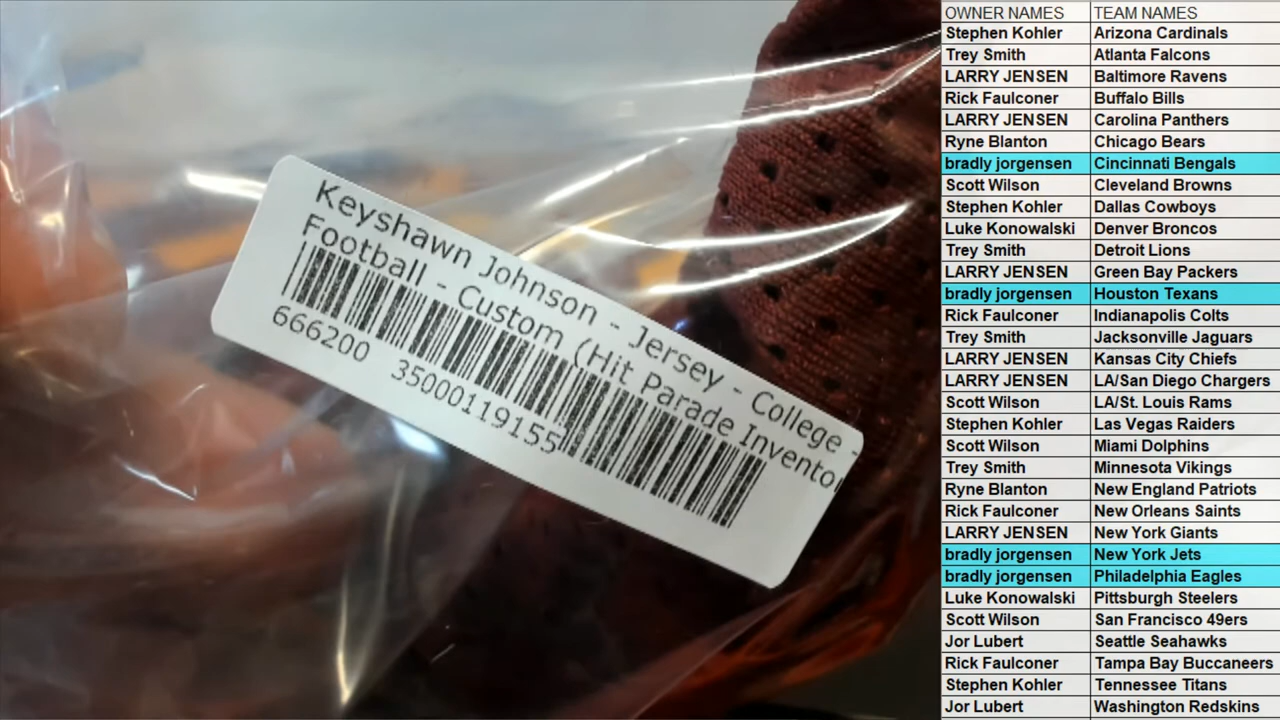 Keyshawn Johnson - Jersey - College -
Football - Custom (Hit Parade Invento
666200 35000119155
OWNER NAMES TEAM NAMES
Stephen Kohler Arizona Cardinals
Trey Smith Atlanta Falcons
LARRY JENSEN Baltimore Ravens
Rick Faulconer Buffalo Bills
LARRY JENSEN Carolina Panthers
Ryne Blanton Chicago Bears
bradly jorgensen Cincinnati Bengals
Scott Wilson Cleveland Browns
Stephen Kohler Dallas Cowboys
Luke Konowalski Denver Broncos
Trey Smith Detroit Lions
LARRY JENSEN Green Bay Packers
bradly jorgensen Houston Texans
Rick Faulconer Indianapolis Colts
Trey Smith Jacksonville Jaguars
LARRY JENSEN Kansas City Chiefs
LARRY JENSEN LA/San Diego Chargers
Scott Wilson LA/St. Louis Rams
Stephen Kohler Las Vegas Raiders
Scott Wilson Miami Dolphins
Trey Smith Minnesota Vikings
Ryne Blanton New England Patriots
Rick Faulconer New Orleans Saints
LARRY JENSEN New York Giants
bradly jorgensen New York Jets
bradly jorgensen Philadelphia Eagles
Luke Konowalski Pittsburgh Steelers
Scott Wilson San Francisco 49ers
Jor Lubert Seattle Seahawks
Rick Faulconer Tampa Bay Buccaneers
Stephen Kohler Tennessee Titans
Jor Lubert Washington Redskins